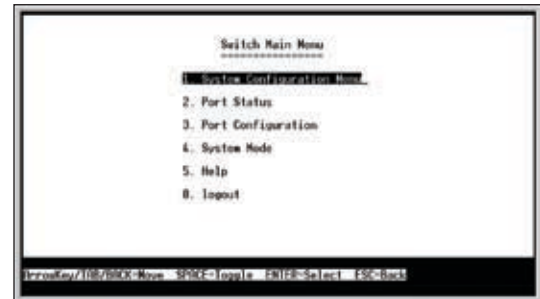 Switch Main Menu
================
1. System Configuration Menu
2. Port Status
3. Port Configuration
4. System Mode
5. Help
0. logout
ArrowKey/TAB/BACK=Move SPACE=Toggle ENTER=Select ESC=Back